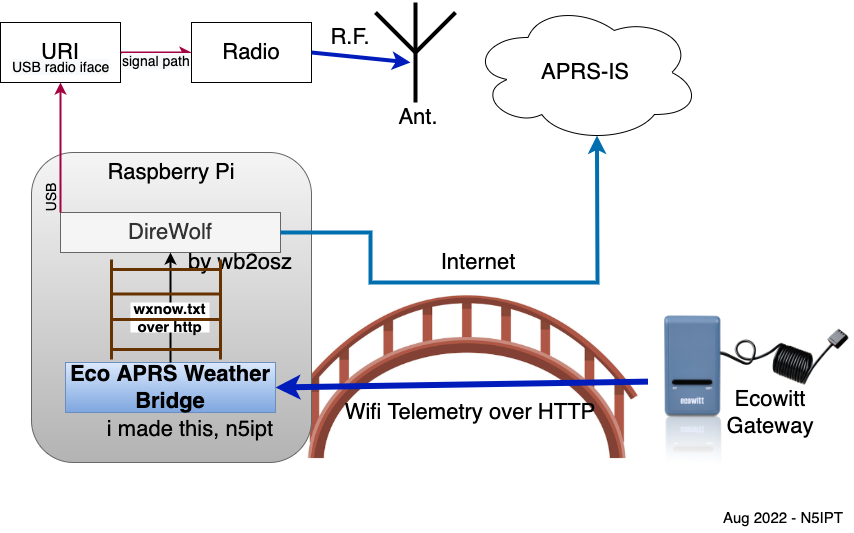 URI
USB radio iface
signal path
Radio
R.F.
Ant.
APRS-IS
Raspberry Pi
USB
DireWolf
by wb2osz
Internet
wxnow.txt
over http
Eco APRS Weather
Bridge
i made this, n5ipt
Wifi Telemetry over HTTP
ecowitt
Ecowitt
Gateway
Aug 2022 - N5IPT